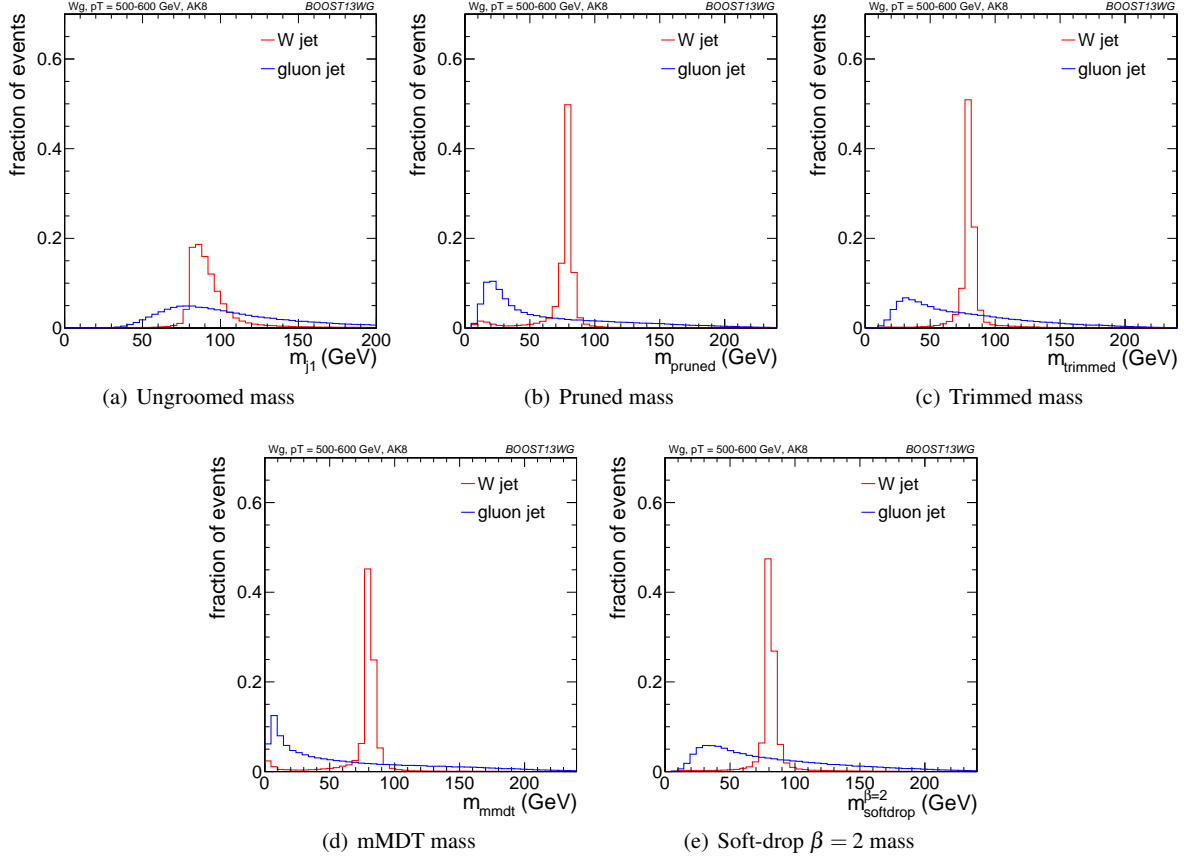 Wg, pT = 500-600 GeV, AK8 BOOST13WG
fraction of events
0.6
0.4
0.2
0
W jet
gluon jet
0 50 100 150 200
m_j1 (GeV)
(a) Ungroomed mass
Wg, pT = 500-600 GeV, AK8 BOOST13WG
fraction of events
0.6
0.4
0.2
0
W jet
gluon jet
0 50 100 150 200
m_pruned (GeV)
(b) Pruned mass
Wg, pT = 500-600 GeV, AK8 BOOST13WG
fraction of events
0.6
0.4
0.2
0
W jet
gluon jet
0 50 100 150 200
m_trimmed (GeV)
(c) Trimmed mass
Wg, pT = 500-600 GeV, AK8 BOOST13WG
fraction of events
0.6
0.4
0.2
0
W jet
gluon jet
0 50 100 150 200
m_mmdt (GeV)
(d) mMDT mass
Wg, pT = 500-600 GeV, AK8 BOOST13WG
fraction of events
0.6
0.4
0.2
0
W jet
gluon jet
0 50 100 150 200
m^β=2_softdrop (GeV)
(e) Soft-drop β = 2 mass